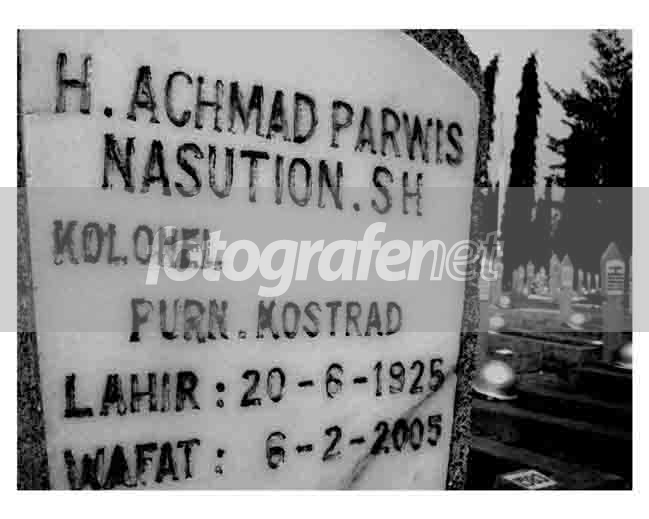 H. ACHMAD PARWIS
NASUTION. SH
KOLONEL
fotografenet
PURN. KOSTRAD
LAHIR : 20-6-1925
WAFAT : 6-2-2005